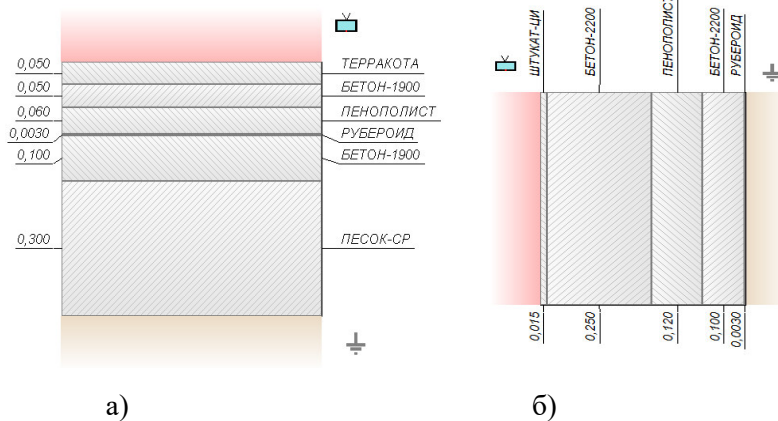 0,050 ТЕРРАКОТА
0,050 БЕТОН-1900
0,060 ПЕНОПОЛИСТ
0,0030 РУБЕРОИД
0,100 БЕТОН-1900
0,300 ПЕСОК-СР
а)
ШТУКАТ-ЦИ
БЕТОН-2200
ПЕНОПОЛИСТ
БЕТОН-2200
РУБЕРОИД
0,015
0,250
0,120
0,100
0,0030
б)